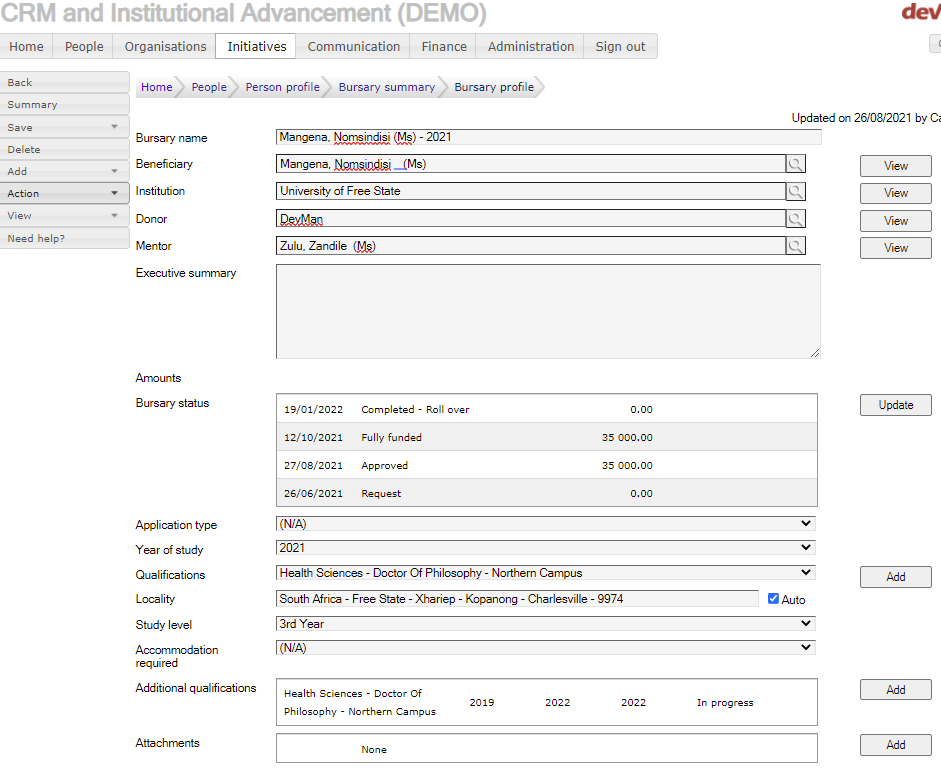 CRM and Institutional Advancement (DEMO)
dev
Home People Organisations Initiatives Communication Finance Administration Sign out
Back
Summary
Save
Delete
Add
Action
View
Need help?
Home People Person profile Bursary summary Bursary profile
Updated on 26/08/2021 by Ca
Bursary name Mangena, Nomsindisi (Ms) - 2021
Beneficiary Mangena, Nomsindisi (Ms) View
Institution University of Free State View
Donor DevMan View
Mentor Zulu, Zandile (Ms) View
Executive summary
Amounts
Bursary status Update
19/01/2022 Completed - Roll over 0.00
12/10/2021 Fully funded 35 000.00
27/08/2021 Approved 35 000.00
26/06/2021 Request 0.00
Application type (N/A)
Year of study 2021
Qualifications Health Sciences - Doctor Of Philosophy - Northern Campus Add
Locality South Africa - Free State - Xhariep - Kopanong - Charlesville - 9974 Auto
Study level 3rd Year
Accommodation required (N/A)
Additional qualifications Add
Health Sciences - Doctor Of
Philosophy - Northern Campus 2019 2022 2022 In progress
Attachments None Add